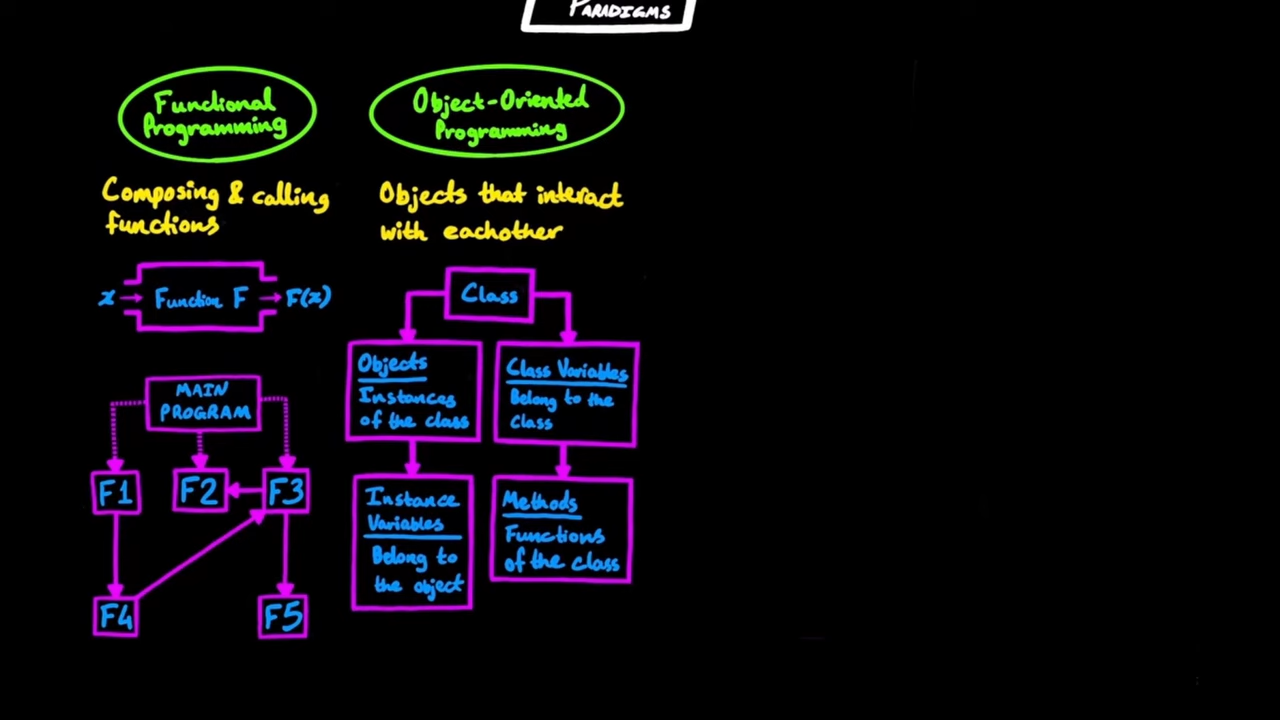 PARADIGMS
Functional
Programming
Object-Oriented
Programming
Composing & calling
functions
Objects that interact
with eachother
x → Function F → F(x)
MAIN
PROGRAM
F1
F2
F3
F4
F5
Class
Objects
Instances
of the class
Class Variables
Belong to the
Class
Instance
Variables
Belong to
the object
Methods
Functions
of the class